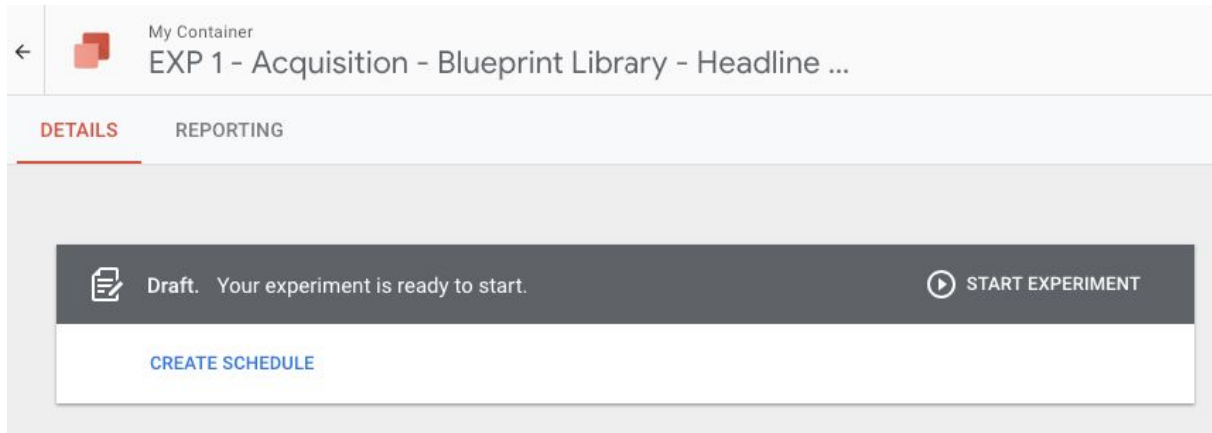 My Container
EXP 1 - Acquisition - Blueprint Library - Headline ...
DETAILS REPORTING
Draft. Your experiment is ready to start. START EXPERIMENT
CREATE SCHEDULE